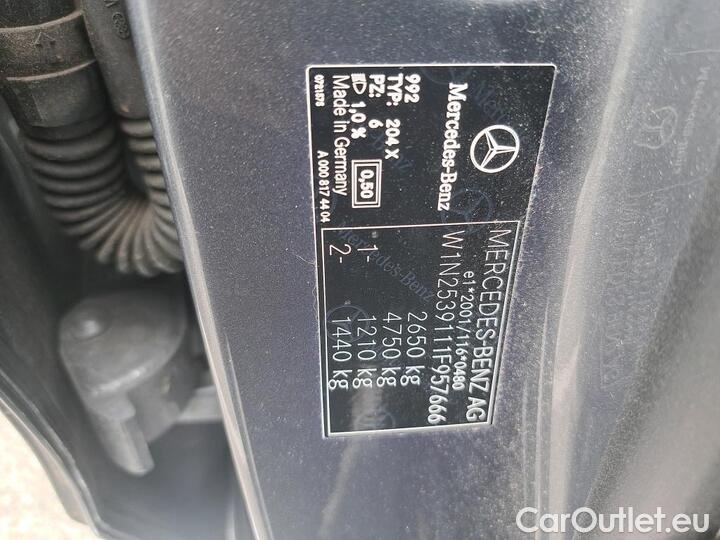 Mercedes-Benz
992
TYP: 204 X
PZ: 6
1,0 %
0,50
Made in Germany
0721576
A 000 817 44 04
MERCEDES-BENZ AG
e1*2001/116*0480
W1N2539111F957666
2650 kg
4750 kg
1- 1210 kg
2- 1440 kg
CarOutlet.eu